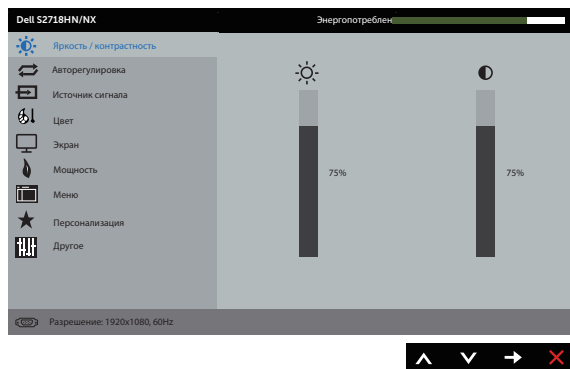 Dell S2718HN/NX
Энергопотреблен
Яркость / контрастность
Авторегулировка
Источник сигнала
Цвет
Экран
Мощность
Меню
Персонализация
Другое
75%
75%
Разрешение: 1920x1080, 60Hz